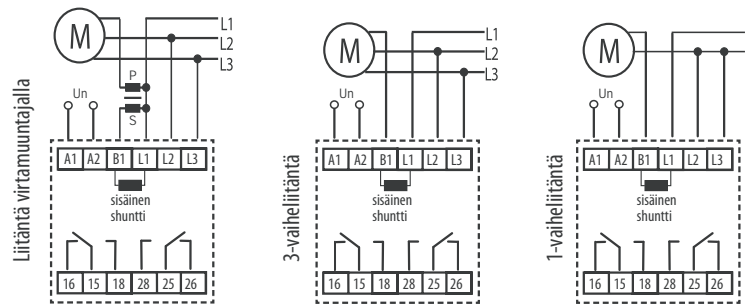 Liitäntä virtamuuntajalla
M
L1
L2
L3
P
S
Un
A1 A2 B1 L1 L2 L3
sisäinen
shuntti
16 15 18 28 25 26
3-vaiheliitäntä
M
L1
L2
L3
Un
A1 A2 B1 L1 L2 L3
sisäinen
shuntti
16 15 18 28 25 26
1-vaiheliitäntä
M
Un
A1 A2 B1 L1 L2 L3
sisäinen
shuntti
16 15 18 28 25 26